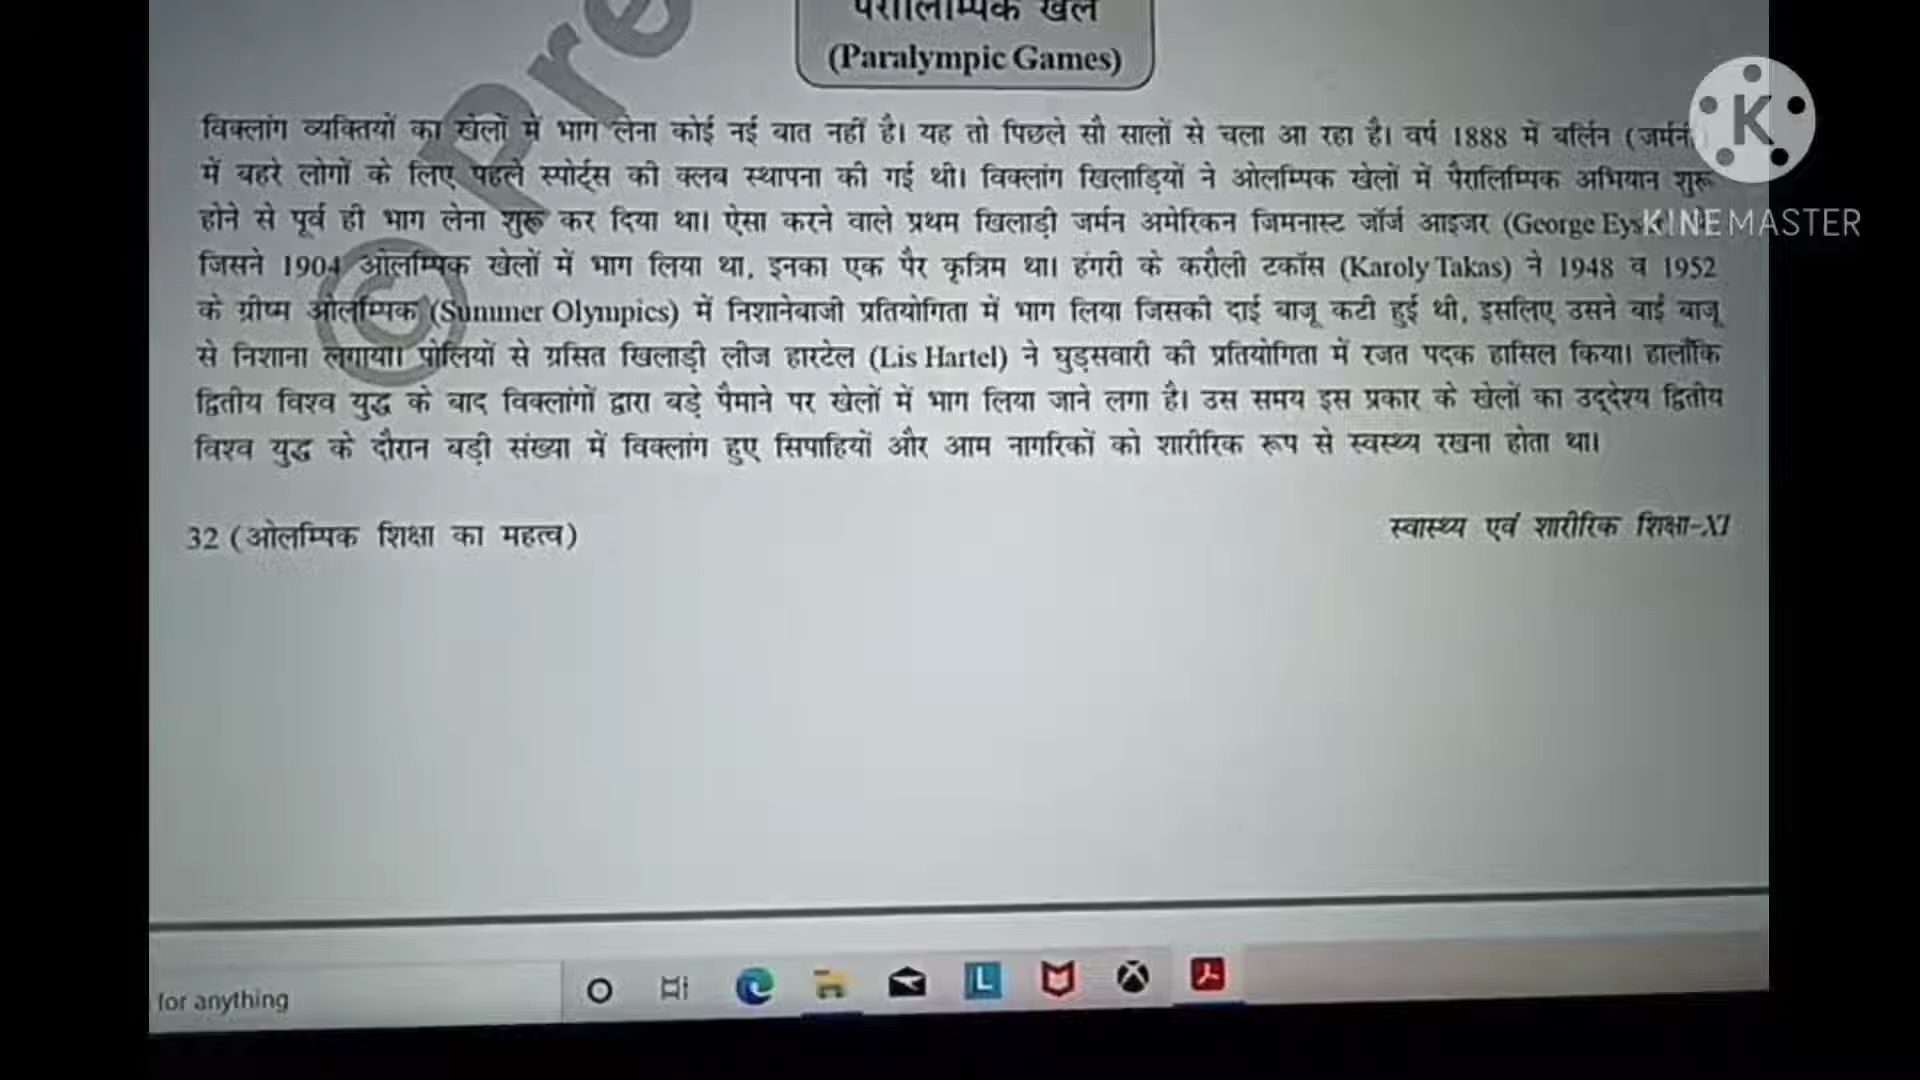 पैरालिम्पिक खेल
(Paralympic Games)
विक्लांग व्यक्तियों का खेलों में भाग लेना कोई नई बात नहीं है। यह तो पिछले सौ सालों से चला आ रहा है। वर्ष 1888 में बर्लिन (जर्मनी
में बहरे लोगों के लिए पहले स्पोर्ट्स की क्लब स्थापना की गई थी। विक्लांग खिलाड़ियों ने ओलम्पिक खेलों में पैरालिम्पिक अभियान शुरू
होने से पूर्व ही भाग लेना शुरू कर दिया था। ऐसा करने वाले प्रथम खिलाड़ी जर्मन अमेरिकन जिमनास्ट जॉर्ज आइजर (George
जिसने 1904 ओलम्पिक खेलों में भाग लिया था, इनका एक पैर कृत्रिम था। हंगरी के करौली टकॉस (Karoly Takas) ने 1948 व 1952
के ग्रीष्म ओलम्पिक (Summer Olympics) में निशानेबाजी प्रतियोगिता में भाग लिया जिसकी दाई बाजू कटी हुई थी, इसलिए उसने बाई बाजू
से निशाना लगाया। पोलियों से ग्रसित खिलाड़ी लीज हारटेल (Lis Hartel) ने घुड़सवारी की प्रतियोगिता में रजत पदक हासिल किया। हालाँकि
द्वितीय विश्व युद्ध के बाद विक्लांगों द्वारा बड़े पैमाने पर खेलों में भाग लिया जाने लगा है। उस समय इस प्रकार के खेलों का उद्देश्य द्वितीय
विश्व युद्ध के दौरान बड़ी संख्या में विक्लांग हुए सिपाहियों और आम नागरिकों को शारीरिक रूप से स्वस्थ्य रखना होता था।
32 (ओलम्पिक शिक्षा का महत्व)
स्वास्थ्य एवं शारीरिक शिक्षा-XI
© Pre
K
KINEMASTER
for anything
L